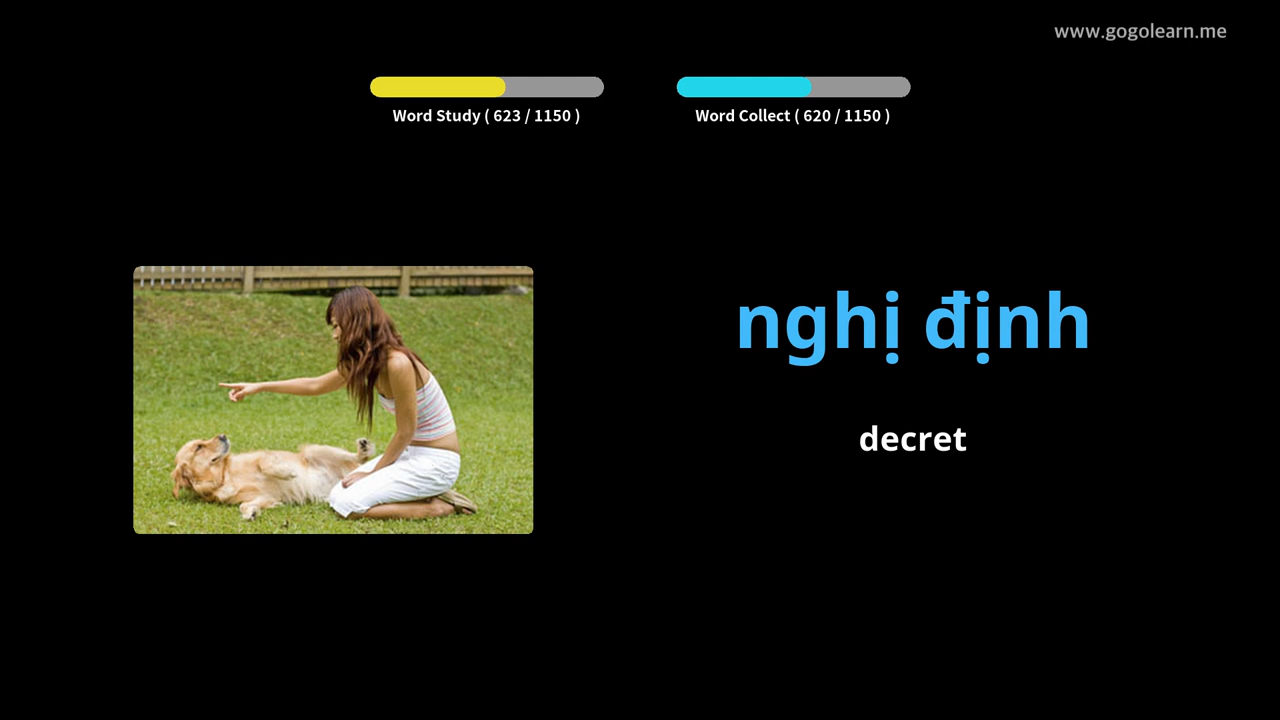 www.gogolearn.me
Word Study ( 623 / 1150 )
Word Collect ( 620 / 1150 )
nghị định
decret